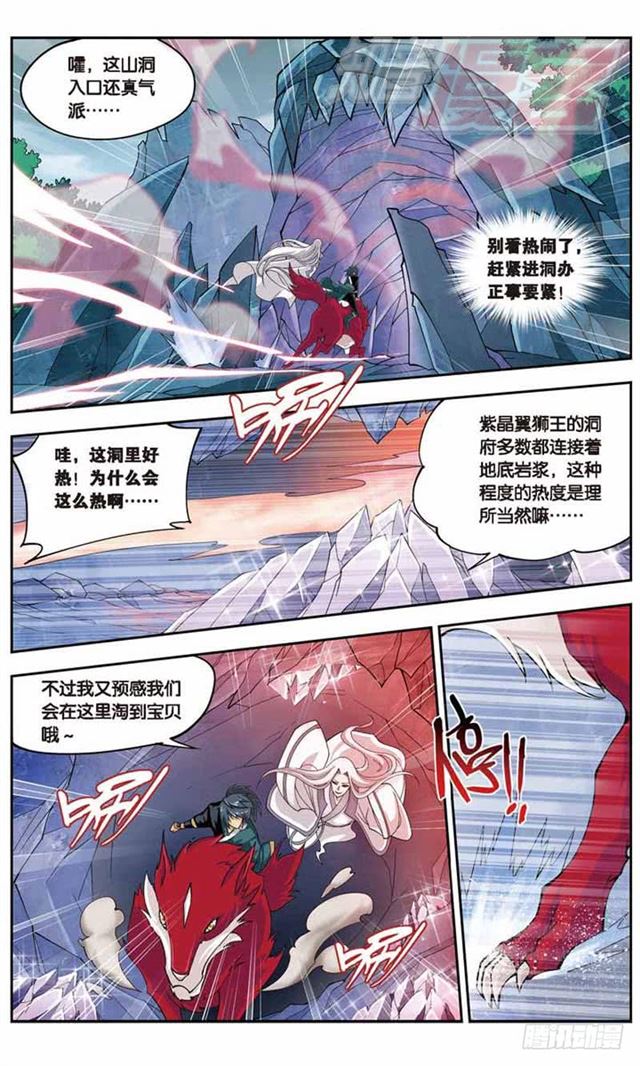 嚯，这山洞
入口还真气
派……
别看热闹了，
赶紧进洞办
正事要紧！
唰
哇，这洞里好
热！为什么会
这么热啊……
紫晶翼狮王的洞
府多数都连接着
地底岩浆，这种
程度的热度是理
所当然嘛……
不过我又预感我们
会在这里淘到宝贝
哦～
唰
唰
停！！
腾讯动漫